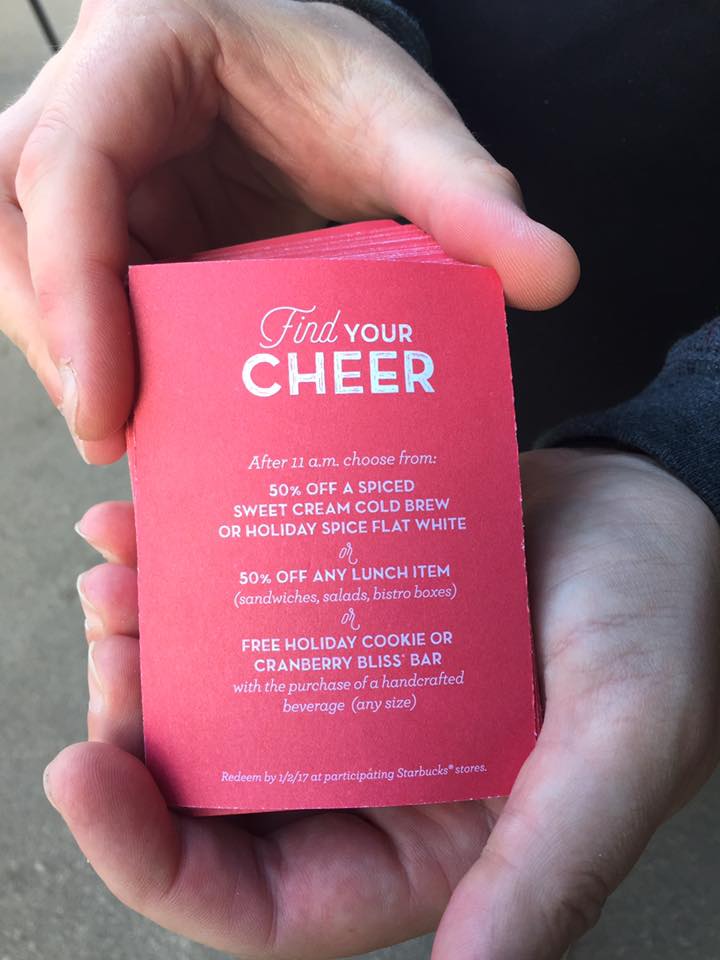 Find YOUR
CHEER
After 11 a.m. choose from:
50% OFF A SPICED
SWEET CREAM COLD BREW
OR HOLIDAY SPICE FLAT WHITE
or
50% OFF ANY LUNCH ITEM
(sandwiches, salads, bistro boxes)
or
FREE HOLIDAY COOKIE OR
CRANBERRY BLISS® BAR
with the purchase of a handcrafted
beverage (any size)
Redeem by 1/2/17 at participating Starbucks® stores.